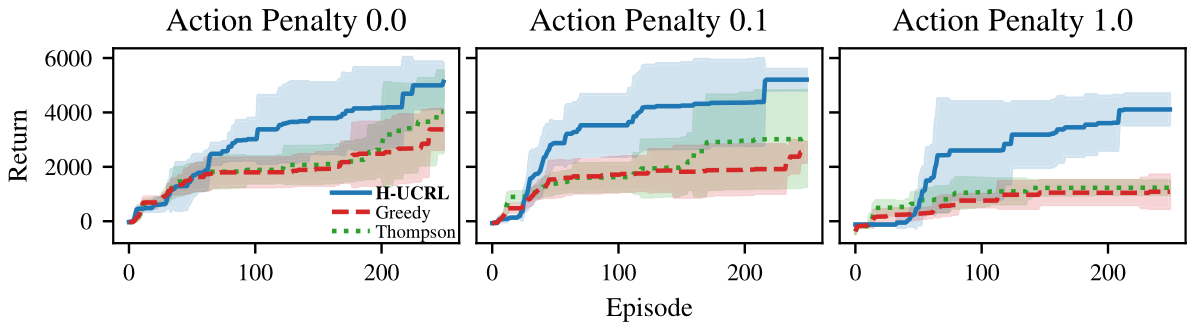 Action Penalty 0.0
Action Penalty 0.1
Action Penalty 1.0
Return
6000
4000
2000
0
H-UCRL
Greedy
Thompson
0 100 200
0 100 200
0 100 200
Episode